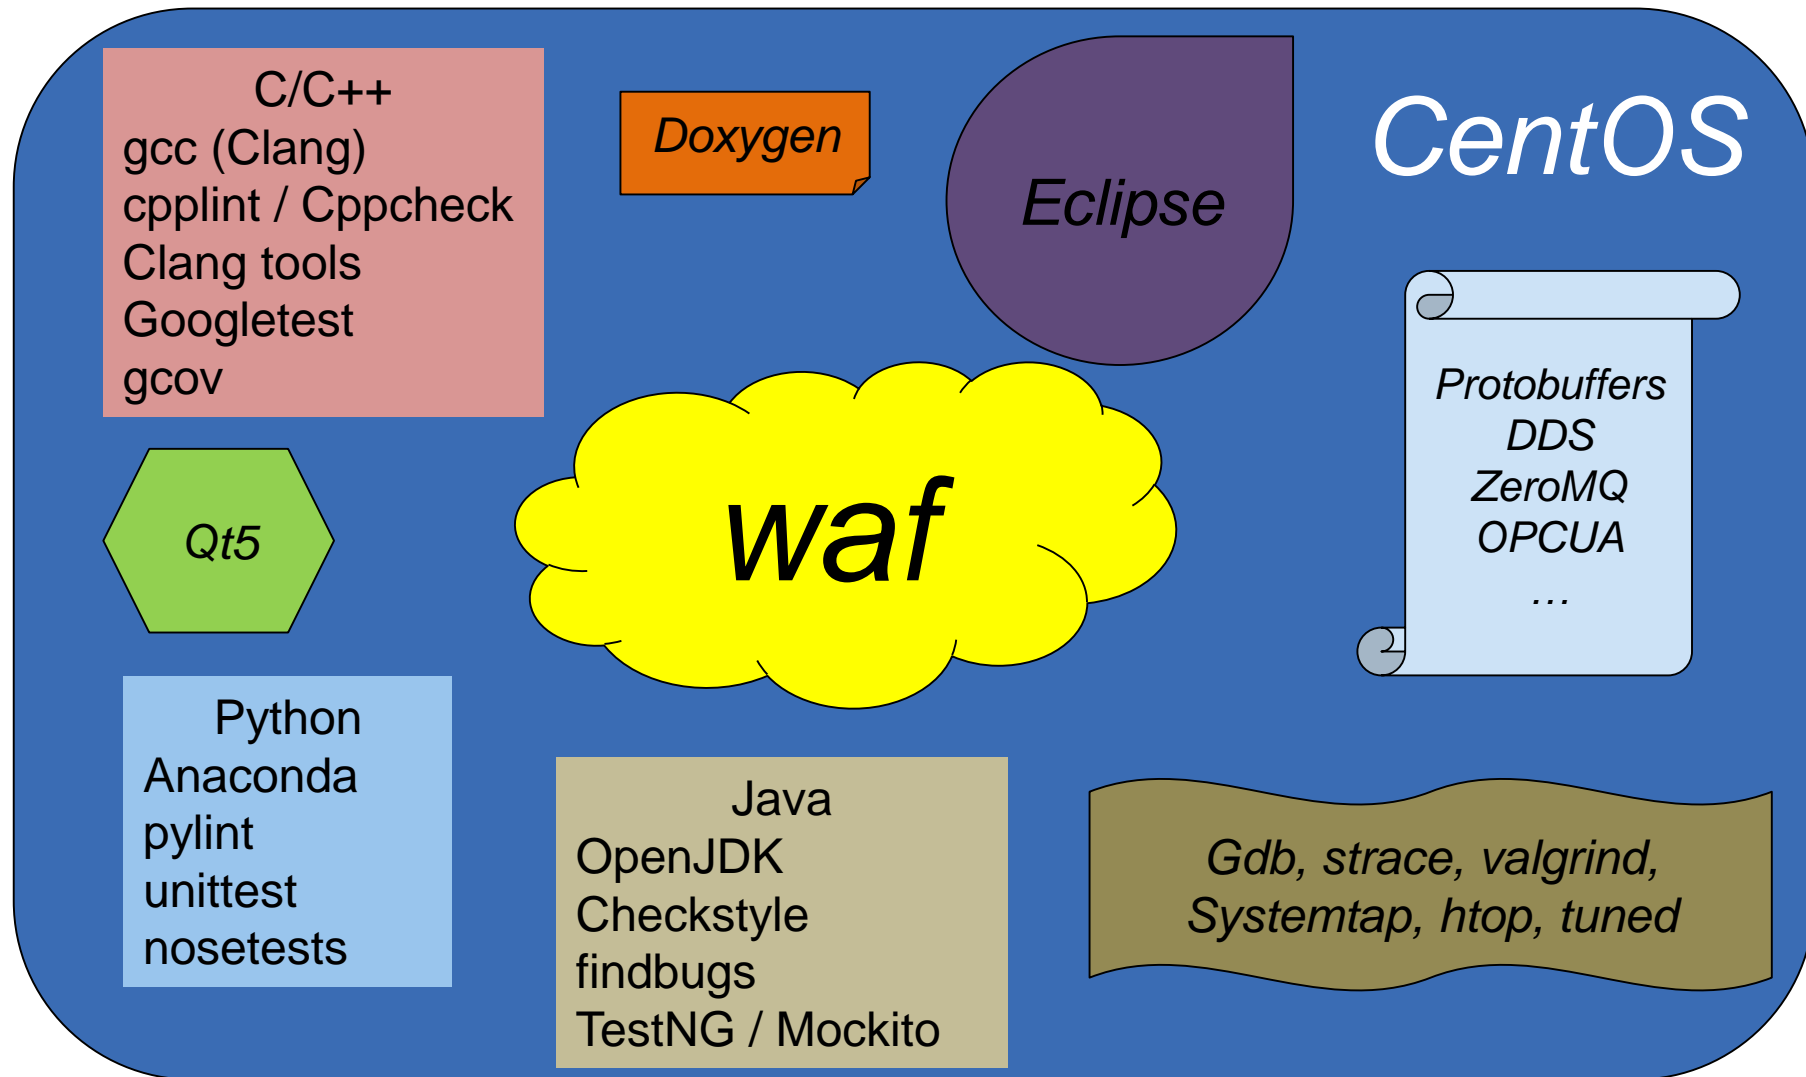 C/C++
gcc (Clang)
cpplint / Cppcheck
Clang tools
Googletest
gcov
Doxygen
Eclipse
CentOS
Protobuffers
DDS
ZeroMQ
OPCUA
…
Qt5
waf
Python
Anaconda
pylint
unittest
nosetests
Java
OpenJDK
Checkstyle
findbugs
TestNG / Mockito
Gdb, strace, valgrind,
Systemtap, htop, tuned